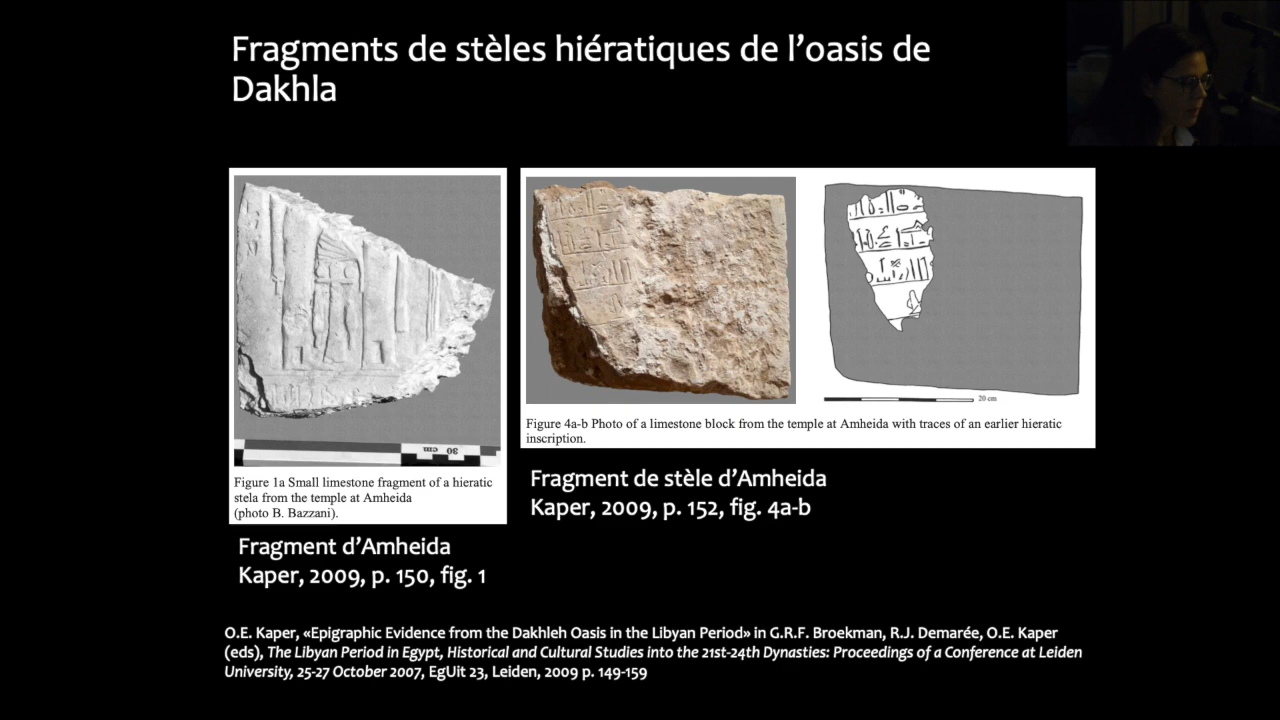 Fragments de stèles hiératiques de l’oasis de
Dakhla
30 cm
Figure 1a Small limestone fragment of a hieratic
stela from the temple at Amheida
(photo B. Bazzani).
20 cm
Figure 4a-b Photo of a limestone block from the temple at Amheida with traces of an earlier hieratic
inscription.
Fragment d’Amheida
Kaper, 2009, p. 150, fig. 1
Fragment de stèle d’Amheida
Kaper, 2009, p. 152, fig. 4a-b
O.E. Kaper, «Epigraphic Evidence from the Dakhleh Oasis in the Libyan Period» in G.R.F. Broekman, R.J. Demarée, O.E. Kaper
(eds), The Libyan Period in Egypt, Historical and Cultural Studies into the 21st-24th Dynasties: Proceedings of a Conference at Leiden
University, 25-27 October 2007, EgUit 23, Leiden, 2009 p. 149-159